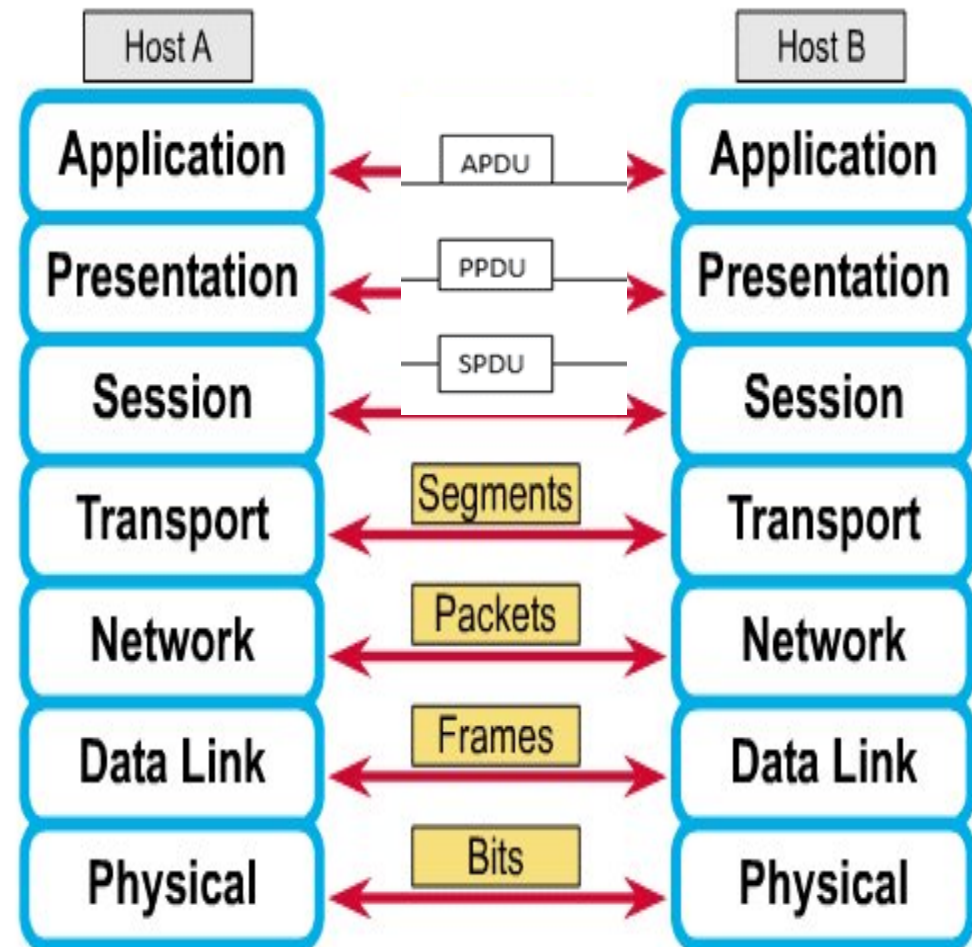 Host A Host B
Application APDU Application
Presentation PPDU Presentation
Session SPDU Session
Transport Segments Transport
Network Packets Network
Data Link Frames Data Link
Physical Bits Physical